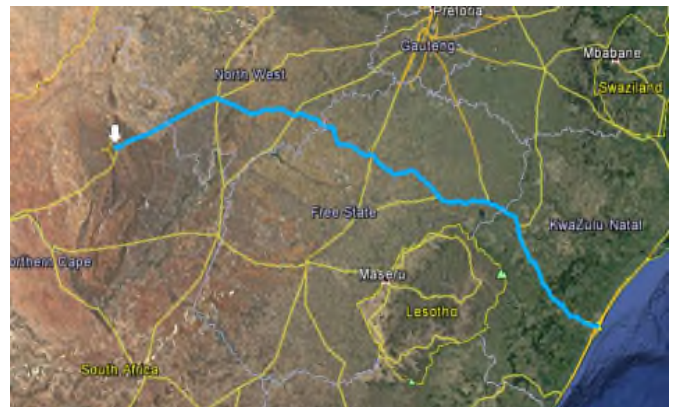 Pretoria
Gauteng
Mbabane
North West
Swaziland
Free State
KwaZulu-Natal
orthern Cape
Maseru
Lesotho
South Africa